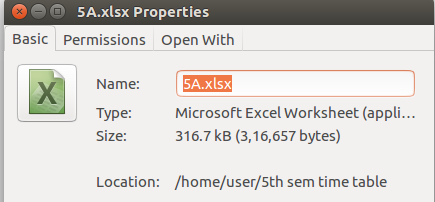 5A.xlsx Properties
Basic Permissions Open With
Name: 5A.xlsx
Type: Microsoft Excel Worksheet (appli...
Size: 316.7 kB (3,16,657 bytes)
Location: /home/user/5th sem time table